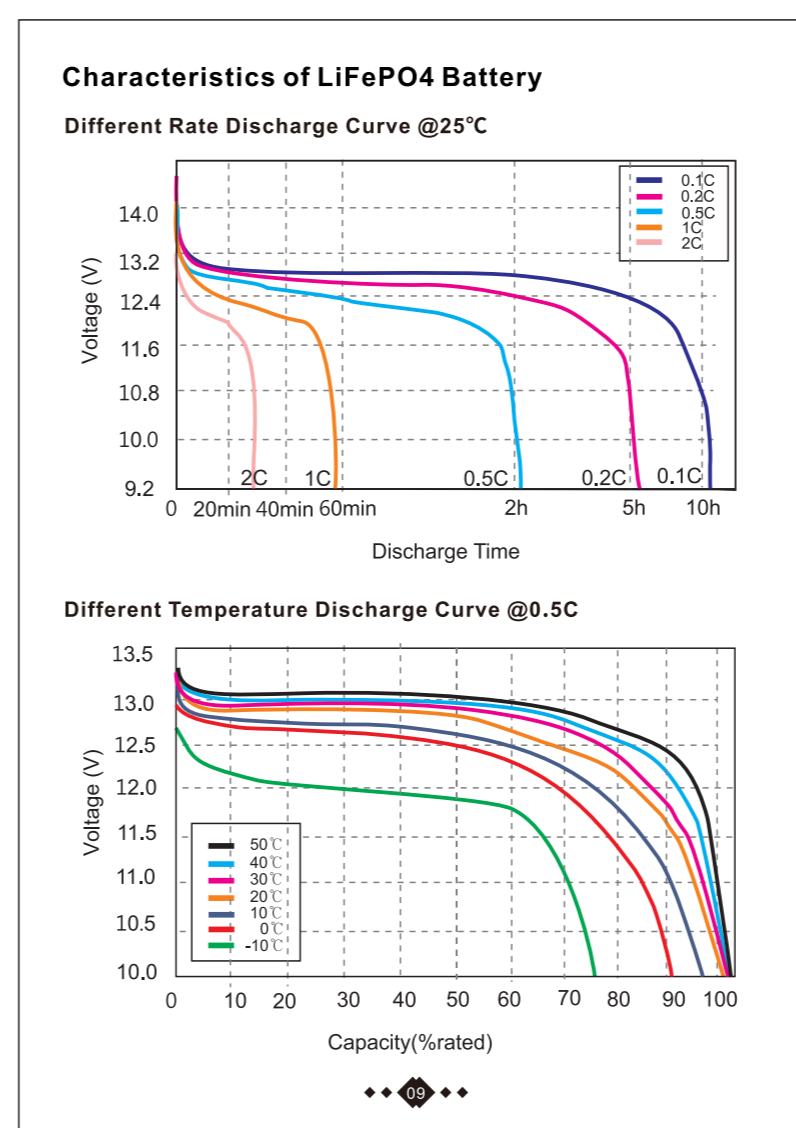 Characteristics of LiFePO4 Battery
Different Rate Discharge Curve @25℃
0.1C
0.2C
0.5C
1C
2C
14.0
13.2
12.4
11.6
10.8
10.0
9.2
Voltage (V)
2C 1C 0.5C 0.2C 0.1C
0 20min 40min 60min 2h 5h 10h
Discharge Time
Different Temperature Discharge Curve @0.5C
13.5
13.0
12.5
12.0
11.5
11.0
10.5
10.0
Voltage (V)
50℃
40℃
30℃
20℃
10℃
0℃
-10℃
0 10 20 30 40 50 60 70 80 90 100
Capacity(%rated)
09